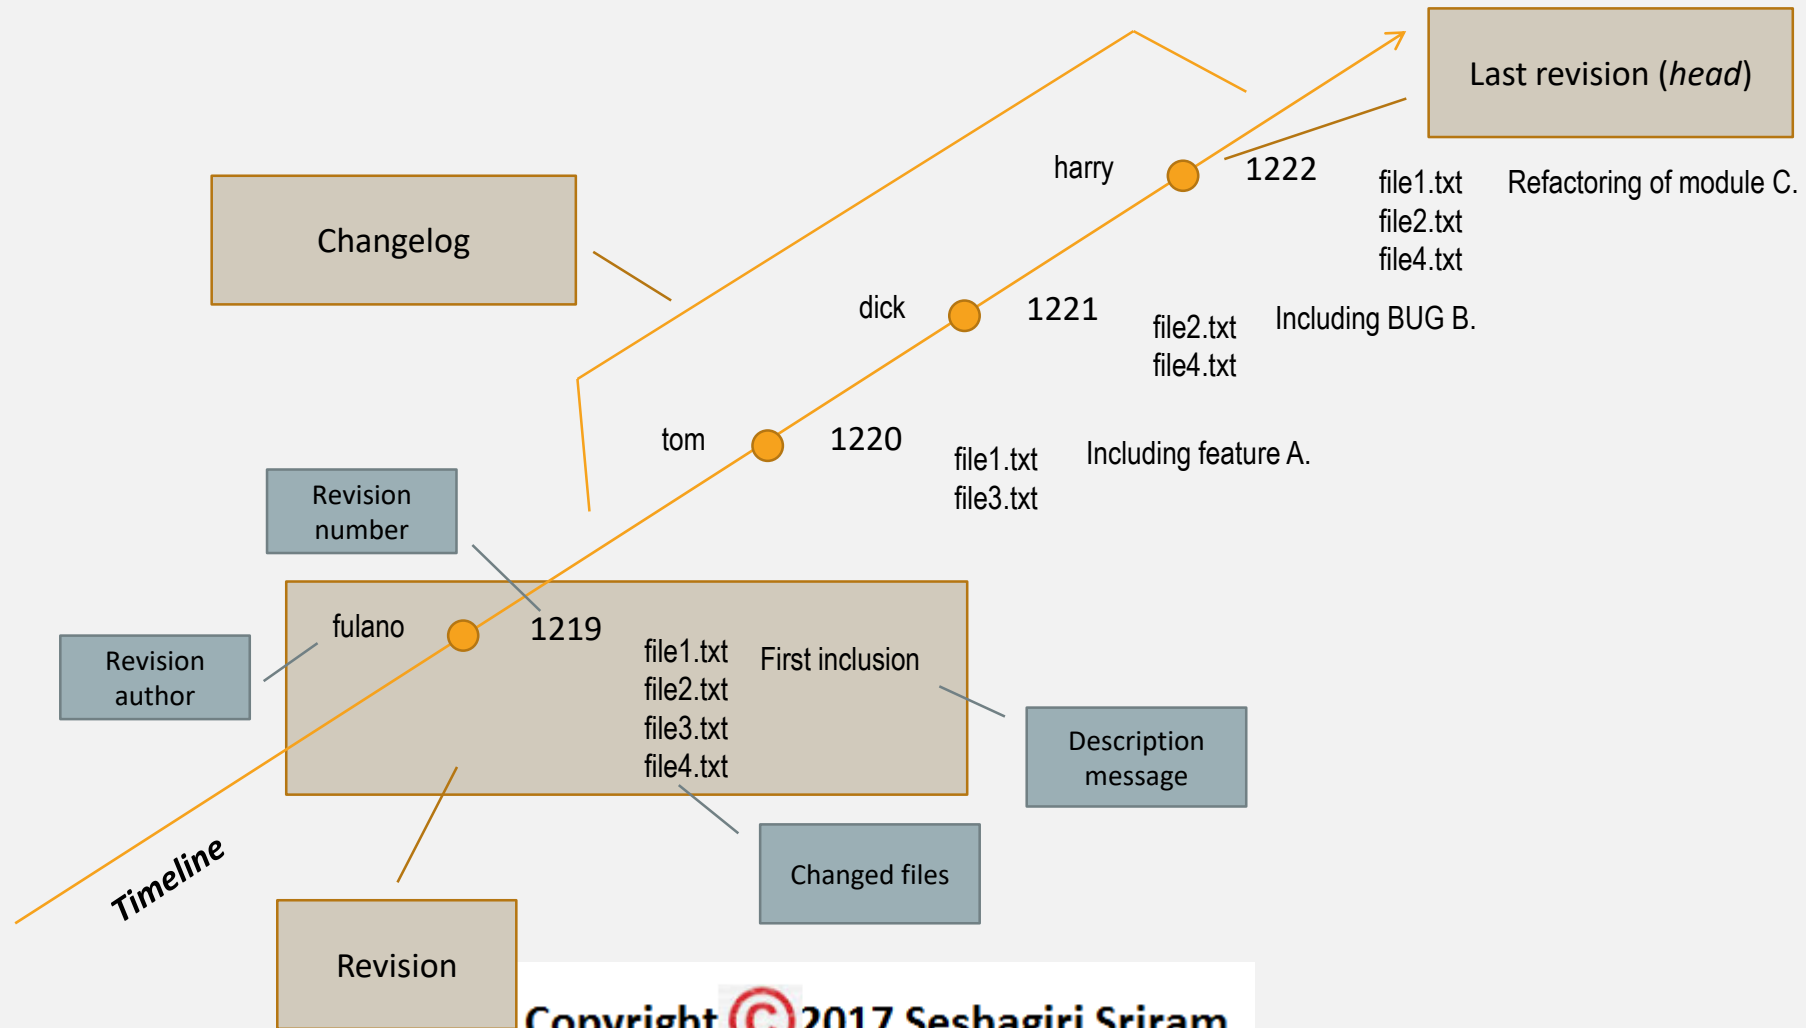 Last revision (head)
harry
1222
file1.txt
file2.txt
file4.txt
Refactoring of module C.
Changelog
dick
1221
file2.txt
file4.txt
Including BUG B.
tom
1220
file1.txt
file3.txt
Including feature A.
Revision
number
fulano
1219
file1.txt
file2.txt
file3.txt
file4.txt
First inclusion
Revision
author
Description
message
Timeline
Changed files
Revision
Copyright © 2017 Seshagiri Sriram